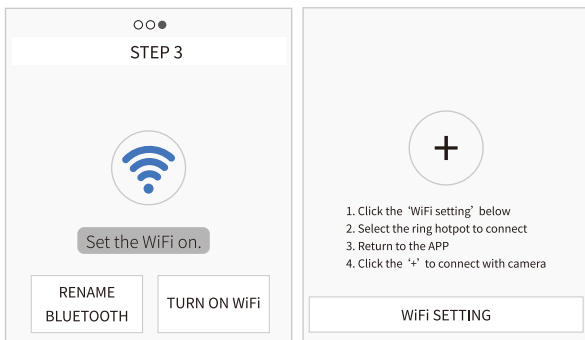 STEP 3
Set the WiFi on.
RENAME
BLUETOOTH
TURN ON WiFi
+
1. Click the ‘WiFi setting’ below
2. Select the ring hotpot to connect
3. Return to the APP
4. Click the ‘+’ to connect with camera
WiFi SETTING